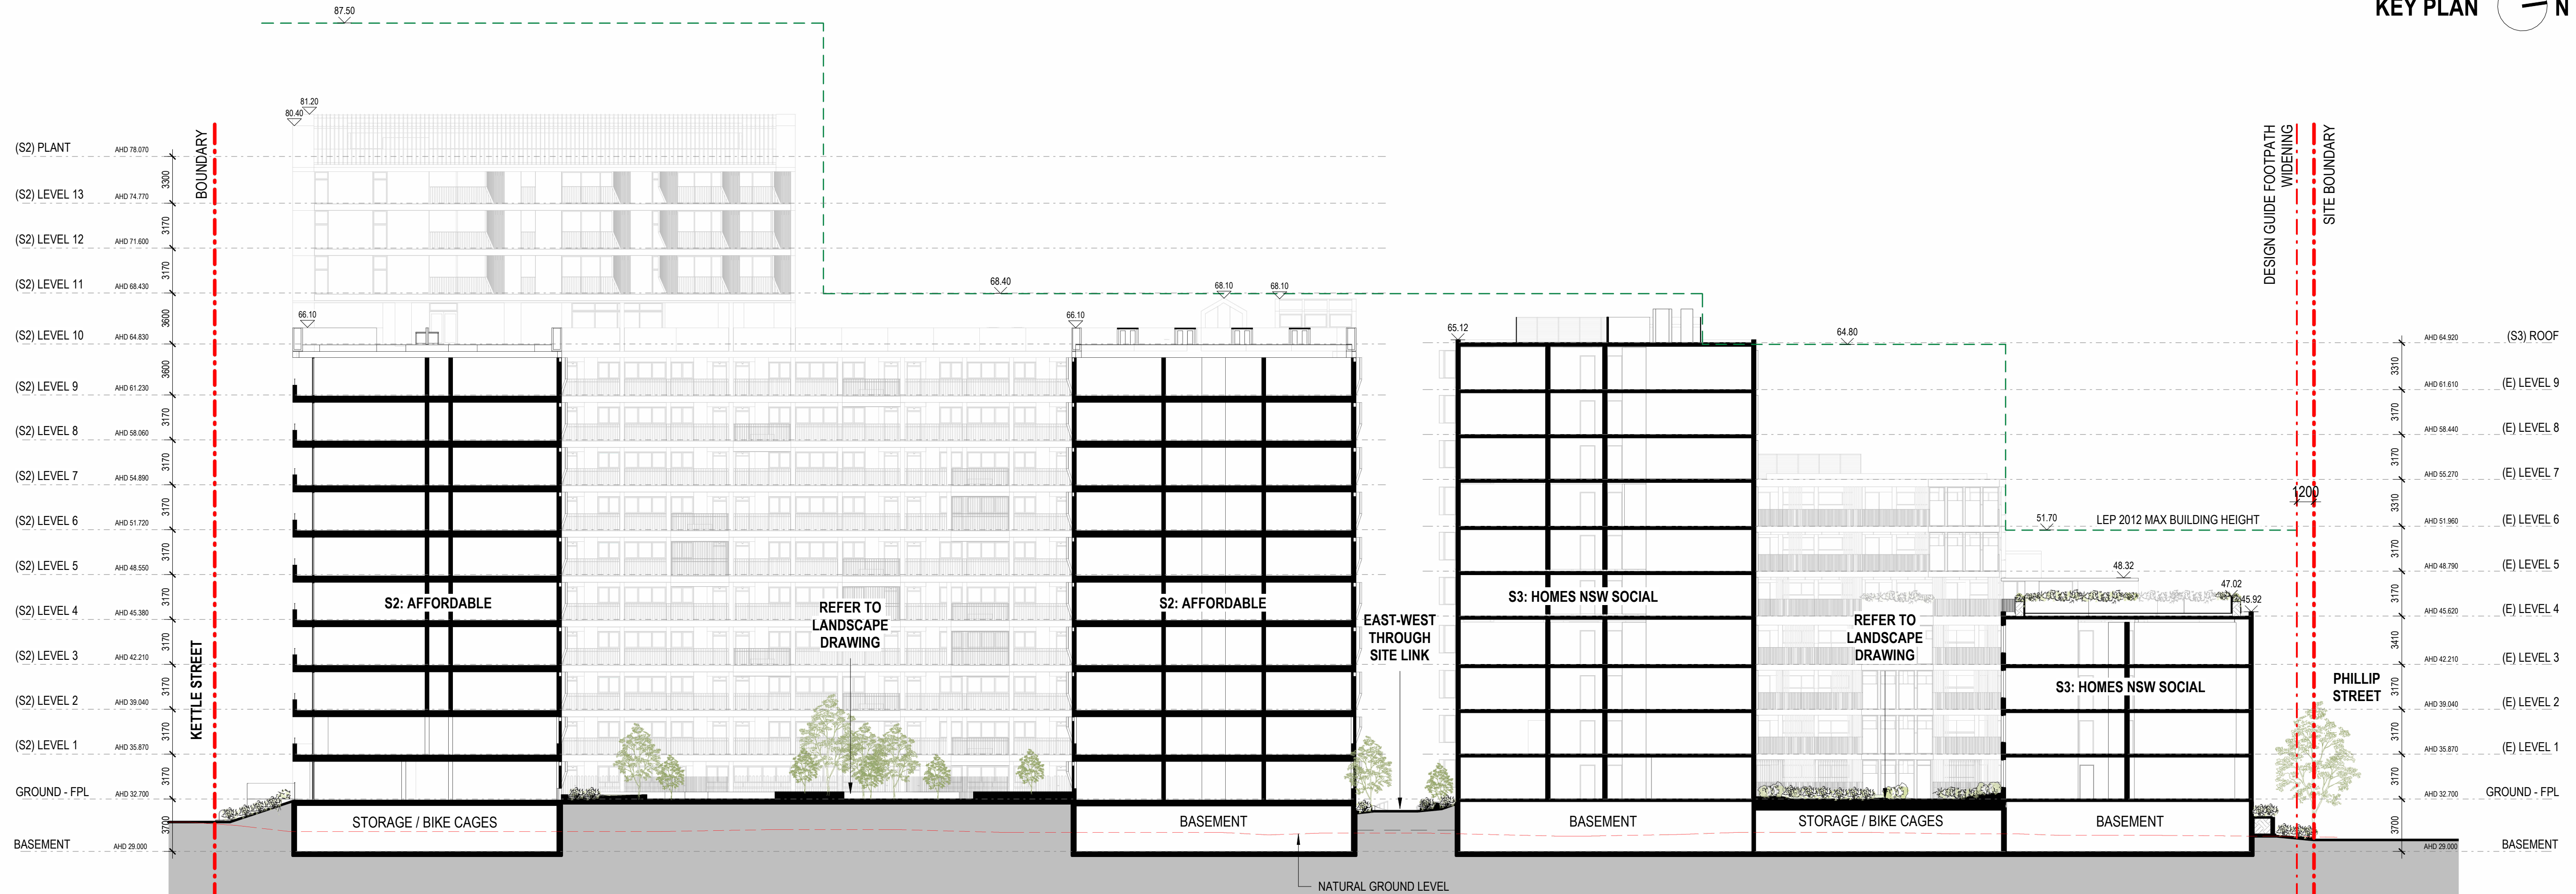 KEY PLAN
N
87.50
81.20
80.40
66.10
68.40
68.10
68.10
66.10
65.12
64.80
51.70
LEP 2012 MAX BUILDING HEIGHT
48.32
47.02
45.92
1200
BOUNDARY
KETTLE STREET
DESIGN GUIDE FOOTPATH
WIDENING
SITE BOUNDARY
PHILLIP
STREET
(S2) PLANT AHD 78.070
3300
(S2) LEVEL 13 AHD 74.770
3170
(S2) LEVEL 12 AHD 71.600
3170
(S2) LEVEL 11 AHD 68.430
3600
(S2) LEVEL 10 AHD 64.830
3600
(S2) LEVEL 9 AHD 61.230
3170
(S2) LEVEL 8 AHD 58.060
3170
(S2) LEVEL 7 AHD 54.890
3170
(S2) LEVEL 6 AHD 51.720
3170
(S2) LEVEL 5 AHD 48.550
3170
(S2) LEVEL 4 AHD 45.380
3170
(S2) LEVEL 3 AHD 42.210
3170
(S2) LEVEL 2 AHD 39.040
3170
(S2) LEVEL 1 AHD 35.870
3170
GROUND - FPL AHD 32.700
3700
BASEMENT AHD 29.000
S2: AFFORDABLE
REFER TO
LANDSCAPE
DRAWING
S2: AFFORDABLE
EAST-WEST
THROUGH
SITE LINK
S3: HOMES NSW SOCIAL
REFER TO
LANDSCAPE
DRAWING
S3: HOMES NSW SOCIAL
STORAGE / BIKE CAGES
BASEMENT
BASEMENT
STORAGE / BIKE CAGES
BASEMENT
NATURAL GROUND LEVEL
AHD 64.920 (S3) ROOF
3310
AHD 61.610 (E) LEVEL 9
3170
AHD 58.440 (E) LEVEL 8
3170
AHD 55.270 (E) LEVEL 7
3310
AHD 51.960 (E) LEVEL 6
3170
AHD 48.790 (E) LEVEL 5
3170
AHD 45.620 (E) LEVEL 4
3410
AHD 42.210 (E) LEVEL 3
3170
AHD 39.040 (E) LEVEL 2
3170
AHD 35.870 (E) LEVEL 1
3170
AHD 32.700 GROUND - FPL
3700
AHD 29.000 BASEMENT